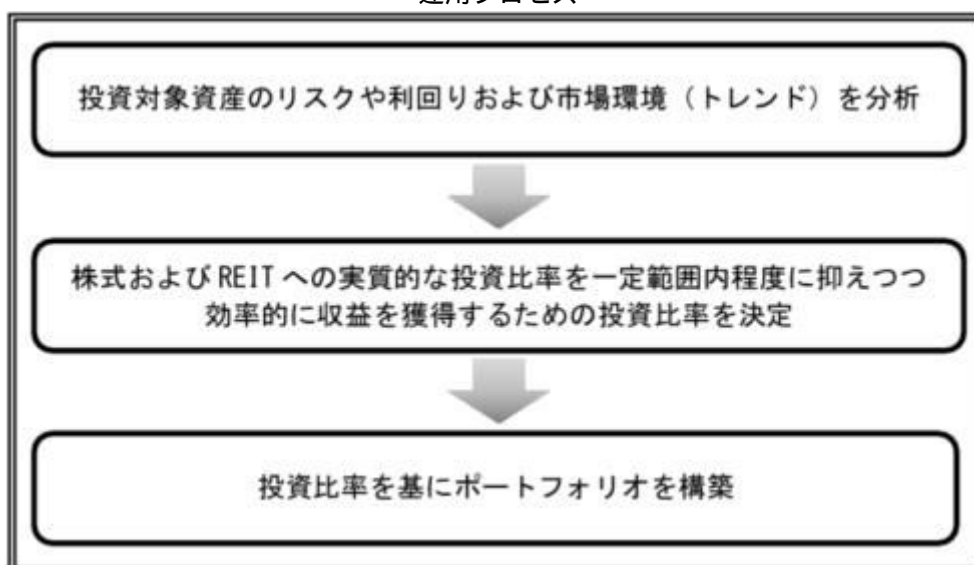 運用プロセス
投資対象資産のリスクや利回りおよび市場環境（トレンド）を分析
株式および REIT への実質的な投資比率を一定範囲内程度に抑えつつ
効率的に収益を獲得するための投資比率を決定
投資比率を基にポートフォリオを構築